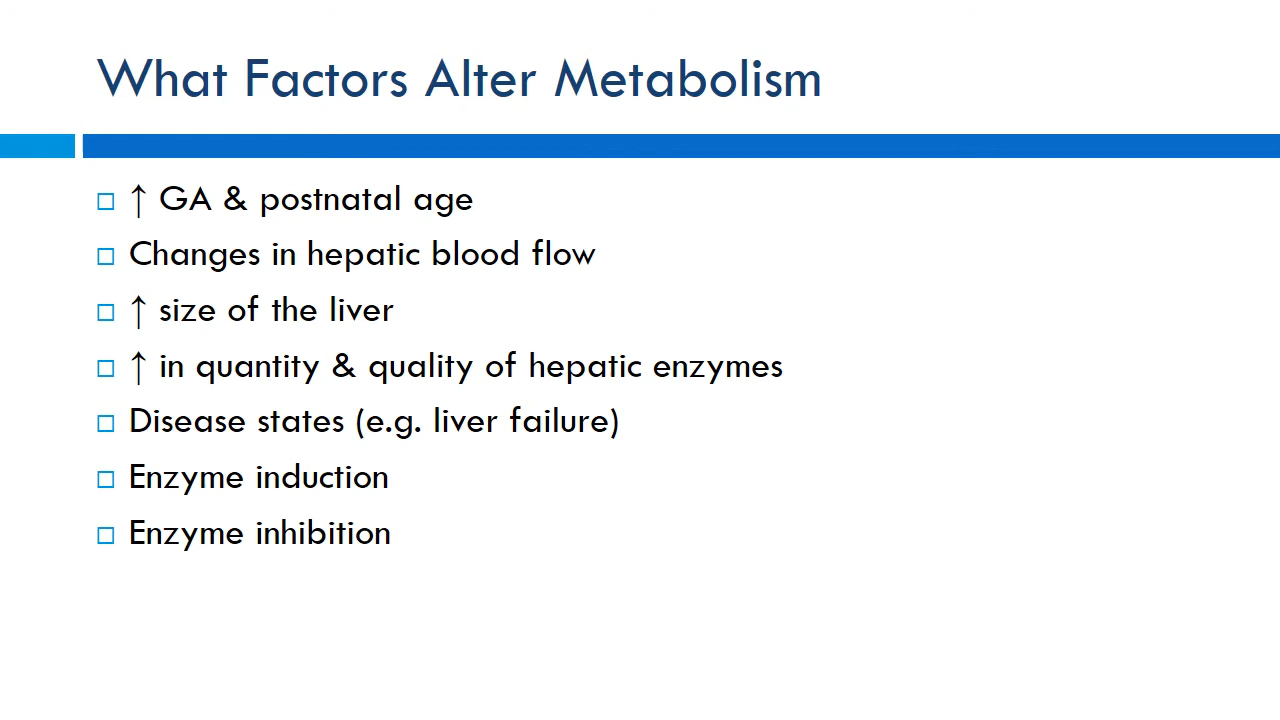 What Factors Alter Metabolism
↑ GA & postnatal age
Changes in hepatic blood flow
↑ size of the liver
↑ in quantity & quality of hepatic enzymes
Disease states (e.g. liver failure)
Enzyme induction
Enzyme inhibition